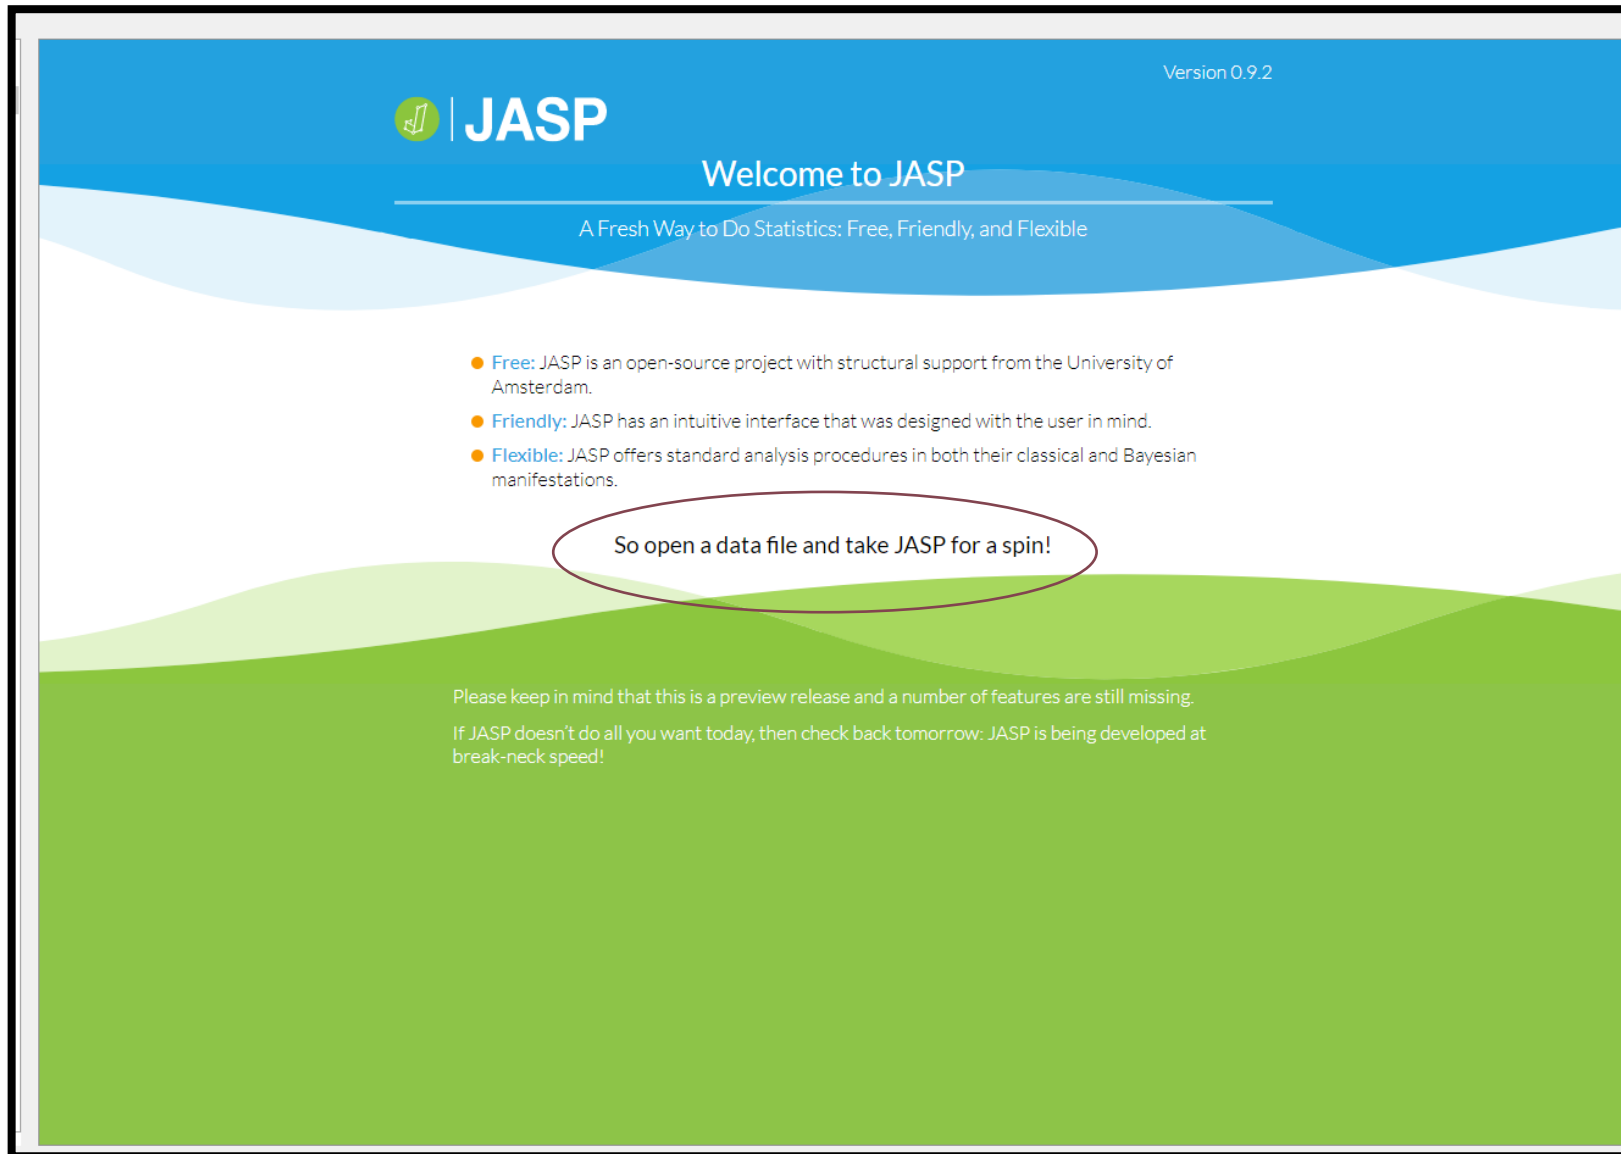 Version 0.9.2
JASP
Welcome to JASP
A Fresh Way to Do Statistics: Free, Friendly, and Flexible
Free: JASP is an open-source project with structural support from the University of
Amsterdam.
Friendly: JASP has an intuitive interface that was designed with the user in mind.
Flexible: JASP offers standard analysis procedures in both their classical and Bayesian
manifestations.
So open a data file and take JASP for a spin!
Please keep in mind that this is a preview release and a number of features are still missing.
If JASP doesn’t do all you want today, then check back tomorrow: JASP is being developed at
break-neck speed!